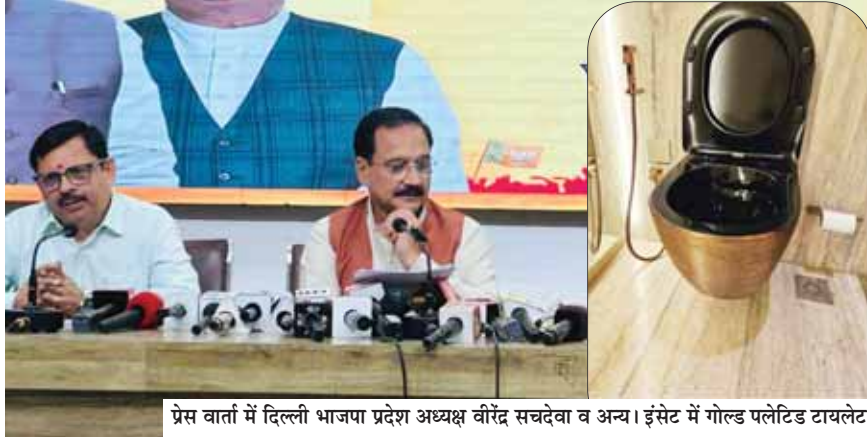 प्रेस वार्ता में दिल्ली भाजपा प्रदेश अध्यक्ष वीरेंद्र सचदेवा व अन्य। इंसेट में गोल्ड पलेटिड टायलेट